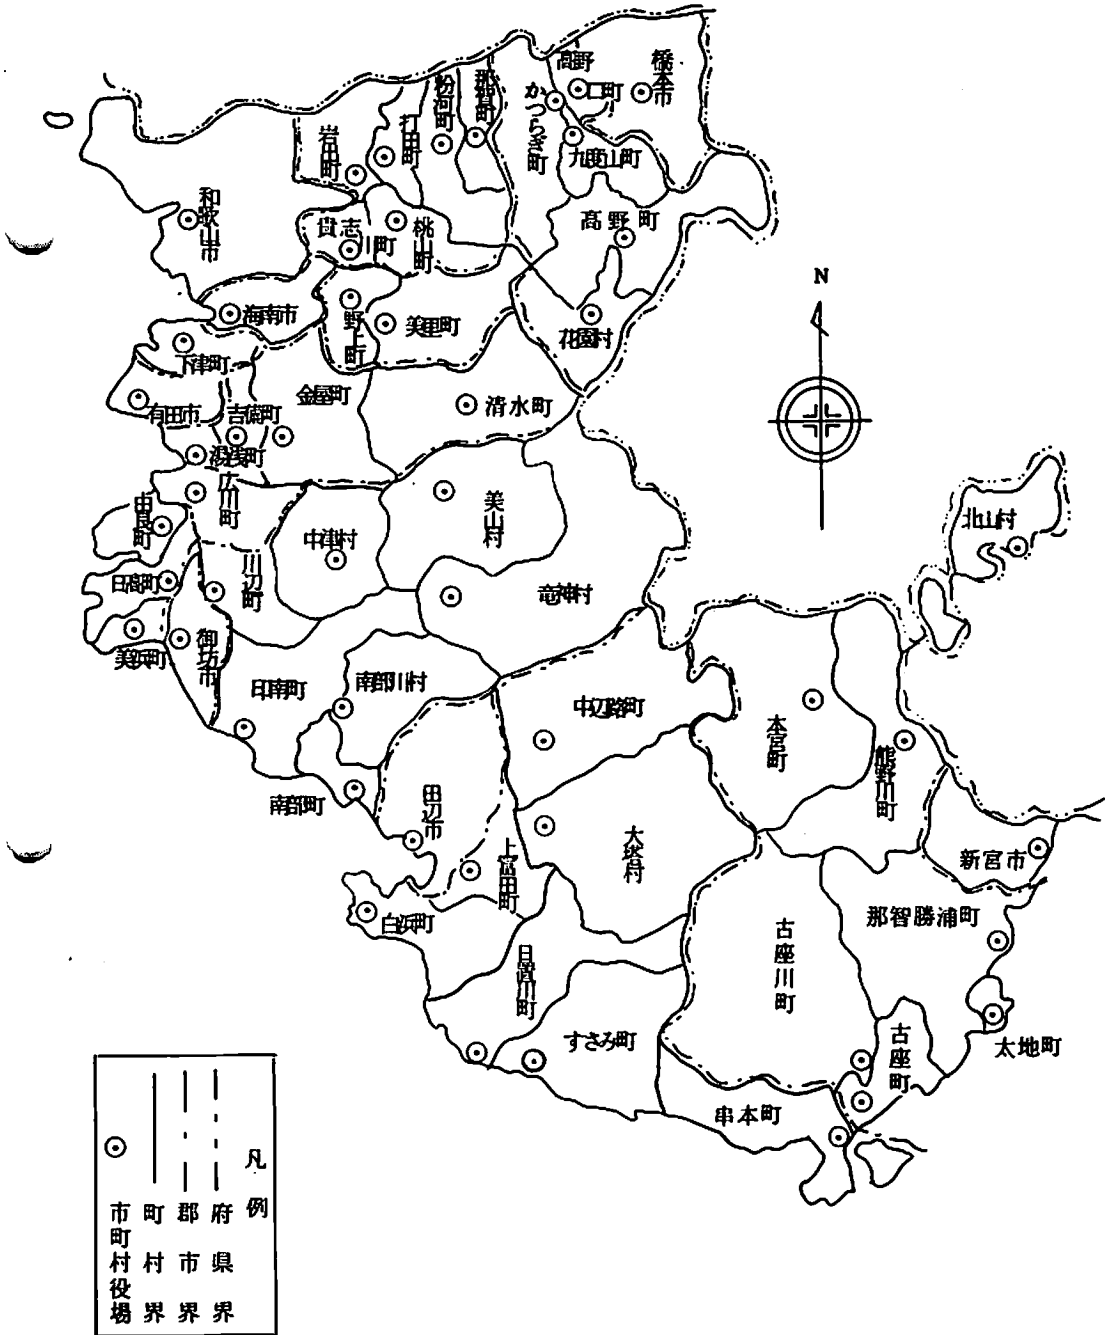 高野口町
橋本市
かつらぎ町
那賀町
粉河町
打田町
岩出町
九度山町
和歌山市
貴志川町
桃山町
高野町
N
海南市
野上町
美里町
花園村
下津町
有田市
吉備町
金屋町
清水町
湯浅町
広川町
由良町
美山村
中津村
川辺町
北山村
日高町
竜神村
美浜町
御坊市
印南町
南部川村
中辺路町
本宮町
熊野川町
南部町
田辺市
上富田町
大塔村
新宮市
白浜町
那智勝浦町
日置川町
古座川町
すさみ町
古座町
太地町
串本町
凡例
府県界
郡市界
町村界
市町村役場